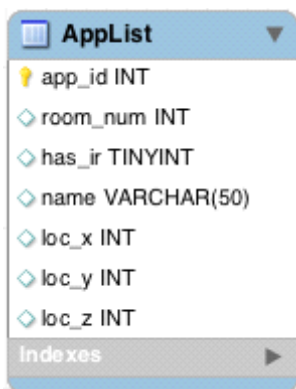 AppList
app_id INT
room_num INT
has_ir TINYINT
name VARCHAR(50)
loc_x INT
loc_y INT
loc_z INT
Indexes